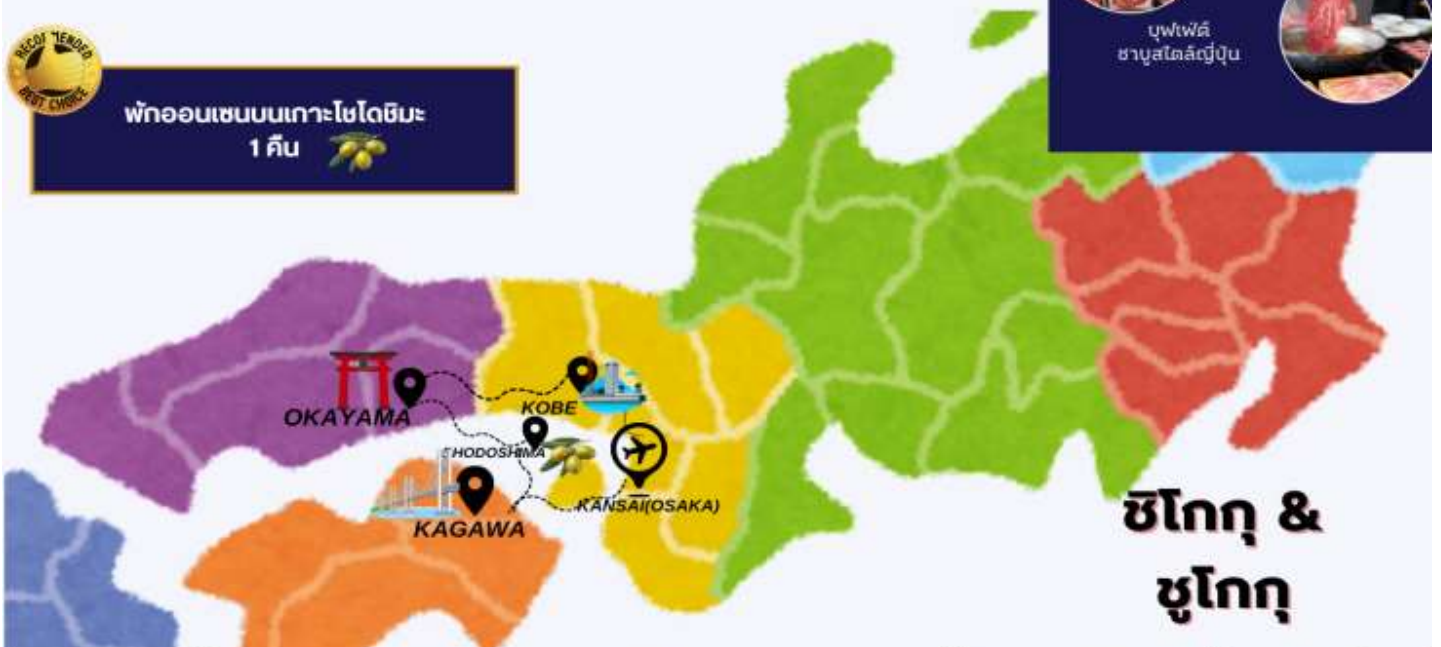 BEST CHOICE
พักออนเซนบนเกาะโชโดชิมะ
1 คืน
บุฟเฟ่ต์
ชาบูสไตล์ญี่ปุ่น
OKAYAMA
KOBE
HODOSHIMA
KAGAWA
KANSAI(OSAKA)
ชิโกกุ &
ชูโกกุ